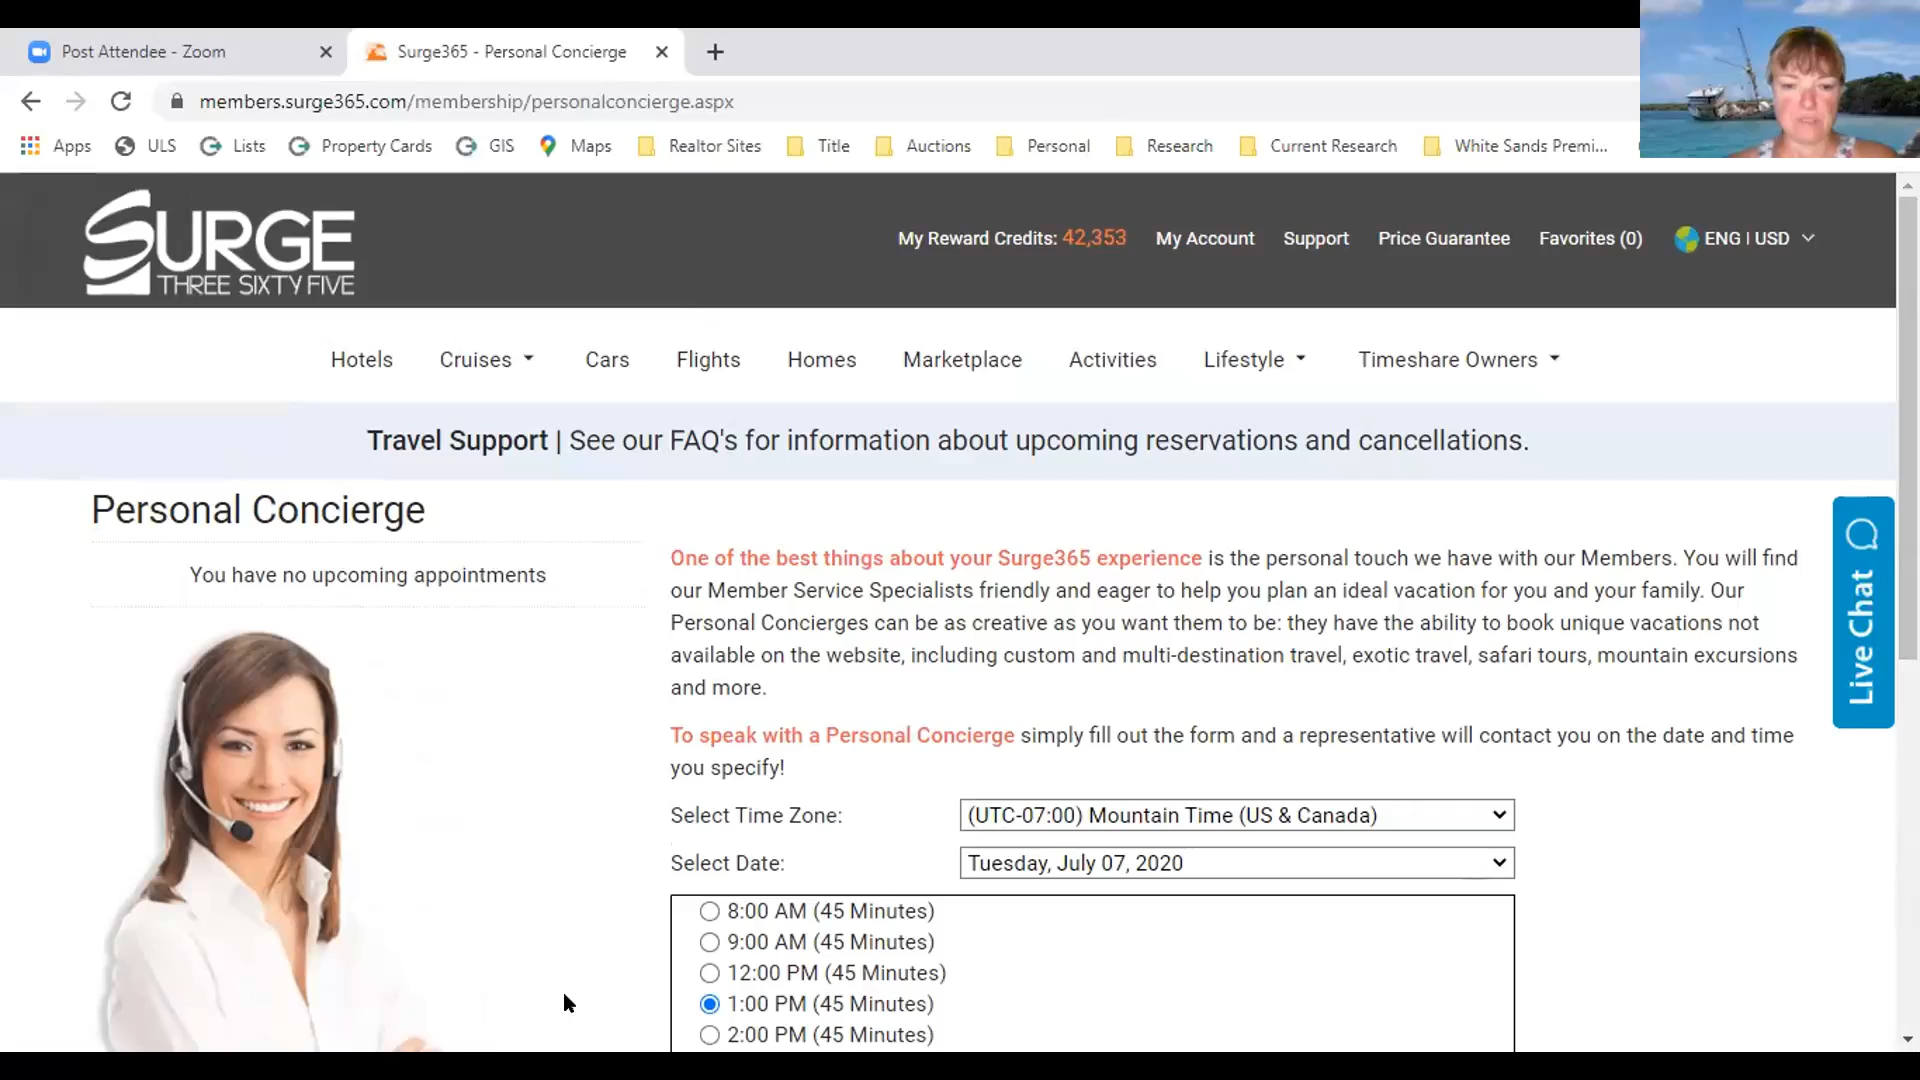 Post Attendee - Zoom
Surge365 - Personal Concierge
members.surge365.com/membership/personalconcierge.aspx
Apps ULS Lists Property Cards GIS Maps Realtor Sites Title Auctions Personal Research Current Research White Sands Premi...
SURGE
THREE SIXTY FIVE
My Reward Credits: 42,353 My Account Support Price Guarantee Favorites (0) ENG | USD
Hotels Cruises Cars Flights Homes Marketplace Activities Lifestyle Timeshare Owners
Travel Support | See our FAQ's for information about upcoming reservations and cancellations.
Personal Concierge
You have no upcoming appointments
One of the best things about your Surge365 experience is the personal touch we have with our Members. You will find
our Member Service Specialists friendly and eager to help you plan an ideal vacation for you and your family. Our
Personal Concierges can be as creative as you want them to be: they have the ability to book unique vacations not
available on the website, including custom and multi-destination travel, exotic travel, safari tours, mountain excursions
and more.
To speak with a Personal Concierge simply fill out the form and a representative will contact you on the date and time
you specify!
Select Time Zone: (UTC-07:00) Mountain Time (US & Canada)
Select Date: Tuesday, July 07, 2020
8:00 AM (45 Minutes)
9:00 AM (45 Minutes)
12:00 PM (45 Minutes)
1:00 PM (45 Minutes)
2:00 PM (45 Minutes)
Live Chat